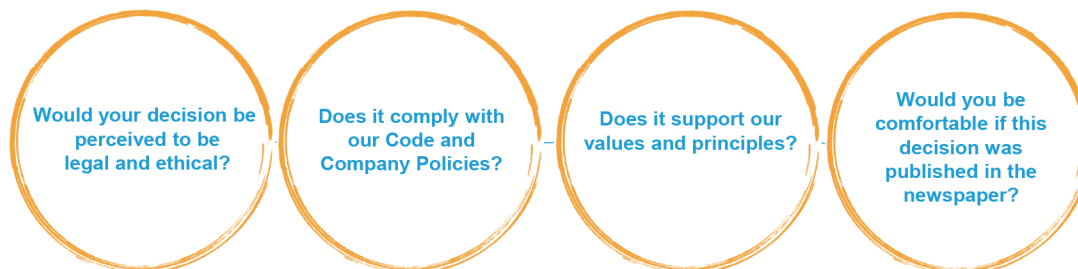 Would your decision be
perceived to be
legal and ethical?
Does it comply with
our Code and
Company Policies?
Does it support our
values and principles?
Would you be
comfortable if this
decision was
published in the
newspaper?